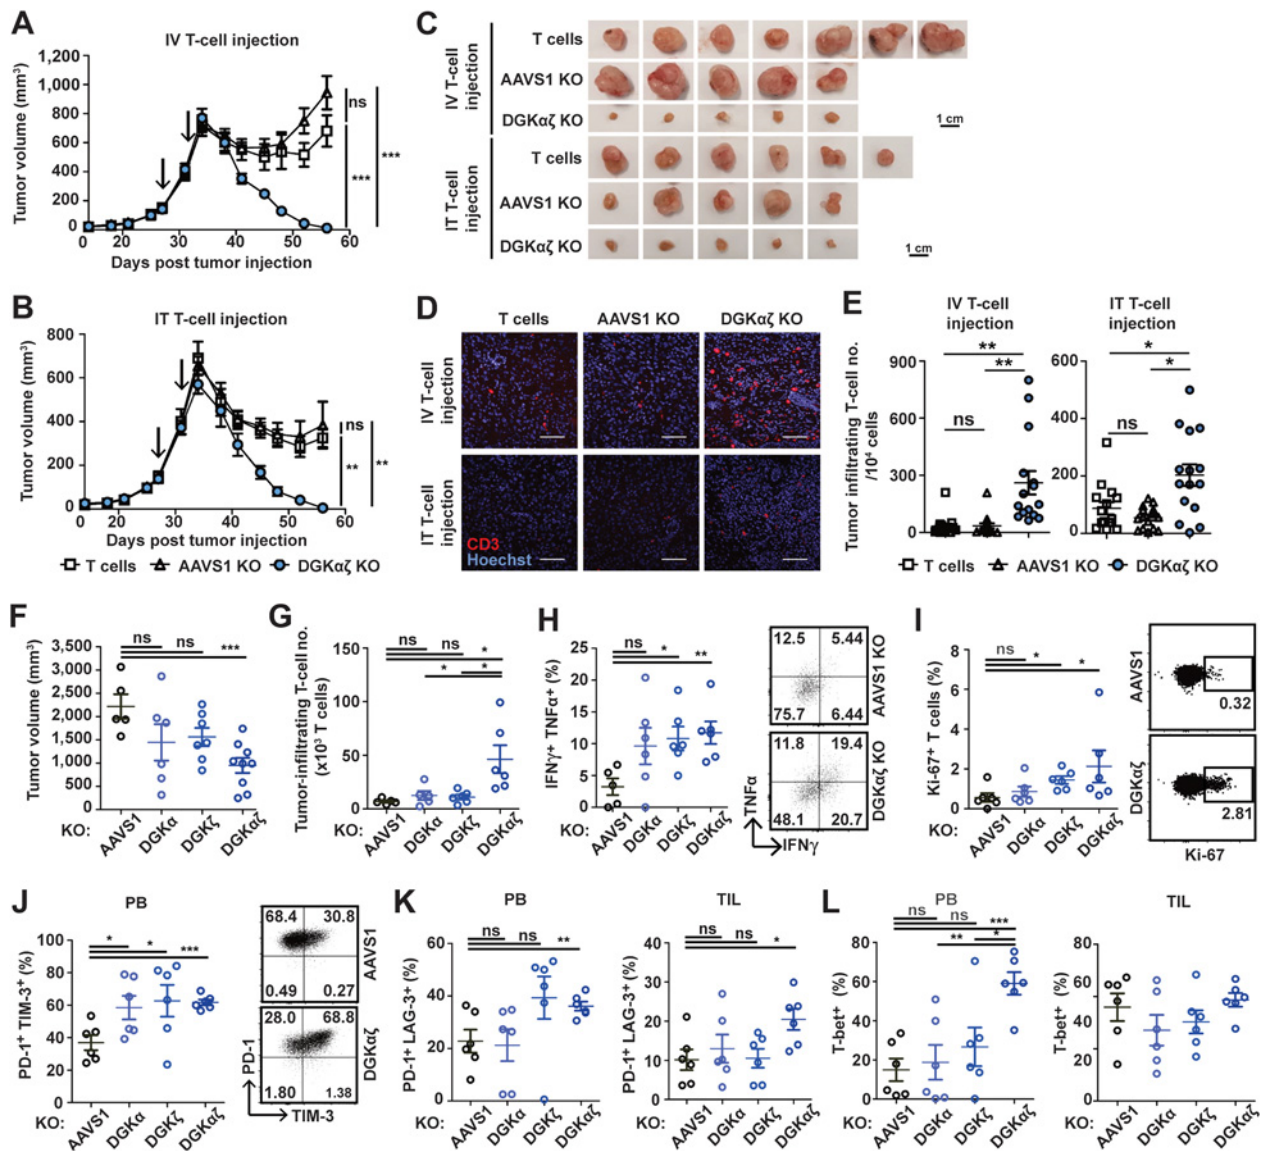 A
IV T-cell injection
Tumor volume (mm³)
1,200
1,000
800
600
400
200
0
0 20 30 40 50 60
Days post tumor injection
ns
***
***
B
IT T-cell injection
Tumor volume (mm³)
800
600
400
200
0
0 20 30 40 50 60
Days post tumor injection
ns
**
**
T cells AAVS1 KO DGKαζ KO
C
IV T-cell injection
T cells
AAVS1 KO
DGKαζ KO
1 cm
IT T-cell injection
T cells
AAVS1 KO
DGKαζ KO
1 cm
D
T cells AAVS1 KO DGKαζ KO
IV T-cell injection
IT T-cell injection
CD3
Hoechst
E
IV T-cell injection
IT T-cell injection
Tumor infiltrating T-cell no. /10⁴ cells
900
600
300
0
**
**
ns
600
400
200
0
*
*
ns
T cells AAVS1 KO DGKαζ KO
F
Tumor volume (mm³)
3,500
3,000
2,500
2,000
1,500
1,000
500
0
ns
ns
***
KO: AAVS1 DGKα DGKζ DGKαζ
G
Tumor-infiltrating T-cell no. (x10³ T cells)
150
100
50
0
ns
ns
*
*
*
KO: AAVS1 DGKα DGKζ DGKαζ
H
IFNγ+ TNFα+ (%)
25
20
15
10
5
0
ns
*
**
KO: AAVS1 DGKα DGKζ DGKαζ
12.5 5.44
75.7 6.44
AAVS1 KO
11.8 19.4
48.1 20.7
DGKαζ KO
TNFα
IFNγ
I
Ki-67⁺ T cells (%)
8
6
4
2
0
ns
*
*
KO: AAVS1 DGKα DGKζ DGKαζ
AAVS1
0.32
DGKαζ
2.81
Ki-67
J
PB
PD-1⁺ TIM-3⁺ (%)
100
80
60
40
20
0
*
*
***
KO: AAVS1 DGKα DGKζ DGKαζ
68.4 30.8
0.49 0.27
AAVS1
28.0 68.8
1.80 1.38
DGKαζ
PD-1
TIM-3
K
PB
PD-1⁺ LAG-3⁺ (%)
60
40
20
0
ns
ns
**
KO: AAVS1 DGKα DGKζ DGKαζ
TIL
PD-1⁺ LAG-3⁺ (%)
40
30
20
10
0
ns
ns
*
AAVS1 DGKα DGKζ DGKαζ
L
PB
T-bet⁺ (%)
80
60
40
20
0
ns
ns
***
**
*
KO: AAVS1 DGKα DGKζ DGKαζ
TIL
T-bet⁺ (%)
80
60
40
20
0
AAVS1 DGKα DGKζ DGKαζ